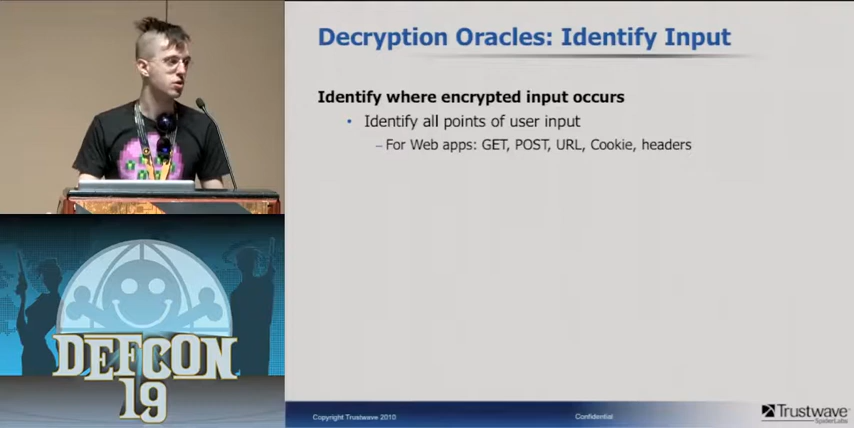 Decryption Oracles: Identify Input
Identify where encrypted input occurs
• Identify all points of user input
– For Web apps: GET, POST, URL, Cookie, headers
DEFCON
19
Copyright Trustwave 2010
Confidential
Trustwave®
SpiderLabs